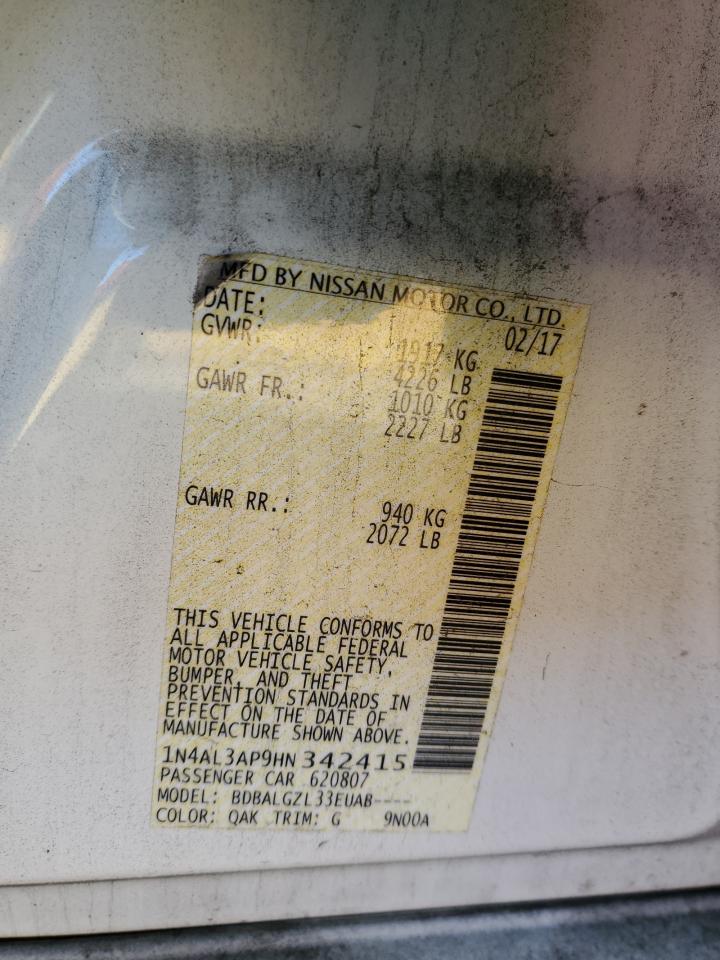 MFD BY NISSAN MOTOR CO., LTD.
DATE: 02/17
GVWR: 1917 KG
4226 LB
GAWR FR.: 1010 KG
2227 LB
GAWR RR.: 940 KG
2072 LB
THIS VEHICLE CONFORMS TO
ALL APPLICABLE FEDERAL
MOTOR VEHICLE SAFETY,
BUMPER, AND THEFT
PREVENTION STANDARDS IN
EFFECT ON THE DATE OF
MANUFACTURE SHOWN ABOVE.
1N4AL3AP9HN 342415
PASSENGER CAR 620807
MODEL: BDBALGZL33EUAB----
COLOR: QAK TRIM: G 9N00A